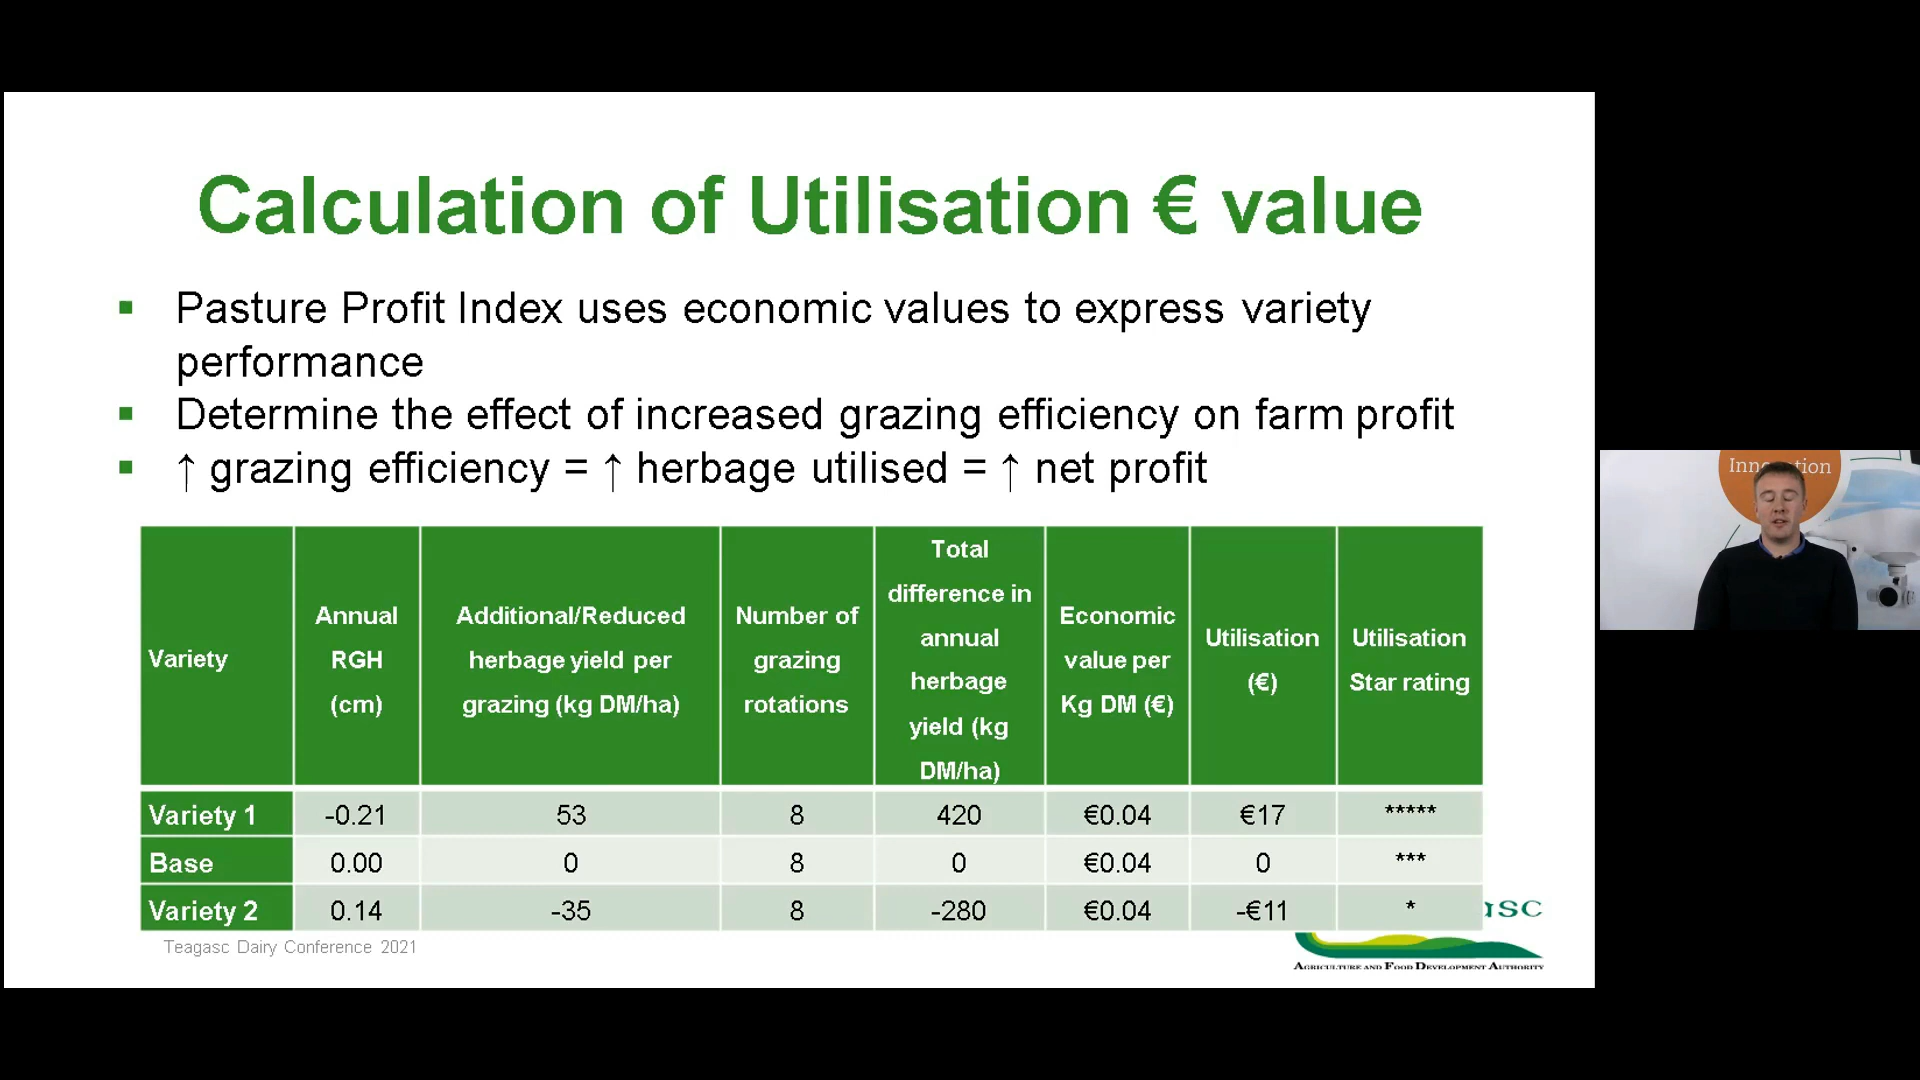 Calculation of Utilisation € value
▪ Pasture Profit Index uses economic values to express variety
performance
▪ Determine the effect of increased grazing efficiency on farm profit
▪ ↑ grazing efficiency = ↑ herbage utilised = ↑ net profit
Variety
Annual
RGH
(cm)
Additional/Reduced
herbage yield per
grazing (kg DM/ha)
Number of
grazing
rotations
Total
difference in
annual
herbage
yield (kg
DM/ha)
Economic
value per
Kg DM (€)
Utilisation
(€)
Utilisation
Star rating
Variety 1 -0.21 53 8 420 €0.04 €17 *****
Base 0.00 0 8 0 €0.04 0 ***
Variety 2 0.14 -35 8 -280 €0.04 -€11 *
Teagasc Dairy Conference 2021
AGRICULTURE AND FOOD DEVELOPMENT AUTHORITY